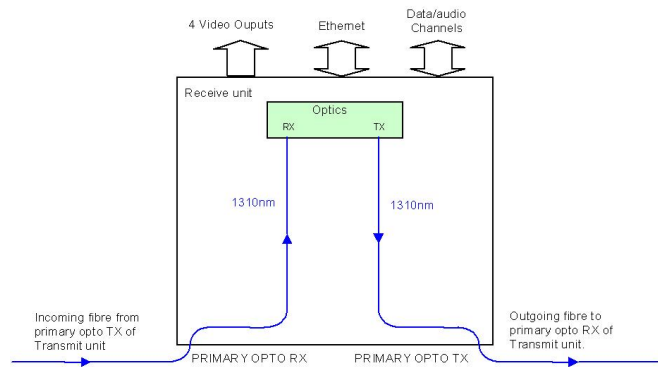 4 Video Ouputs
Ethernet
Data/audio
Channels
Receive unit
Optics
RX
TX
1310nm
1310nm
Incoming fibre from
primary opto TX of
Transmit unit
Outgoing fibre to
primary opto RX of
Transmit unit.
PRIMARY OPTO RX
PRIMARY OPTO TX